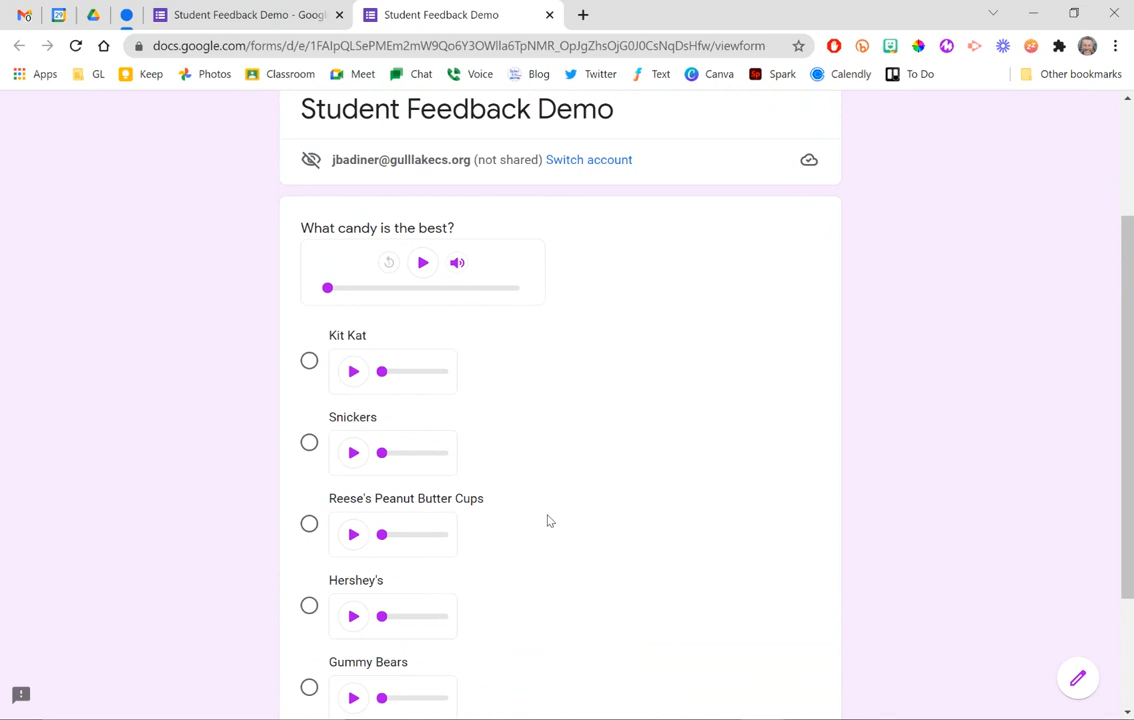 Student Feedback Demo - Google
Student Feedback Demo
docs.google.com/forms/d/e/1FAIpQLSePMEm2mW9Qo6Y3OWlla6TpNMR_OpJgZhsOjG0J0CsNqDsHfw/viewform
Apps GL Keep Photos Classroom Meet Chat Voice Blog Twitter Text Canva Spark Calendly To Do Other bookmarks
Student Feedback Demo
jbadiner@gulllakecs.org (not shared) Switch account
What candy is the best?
Kit Kat
Snickers
Reese's Peanut Butter Cups
Hershey's
Gummy Bears